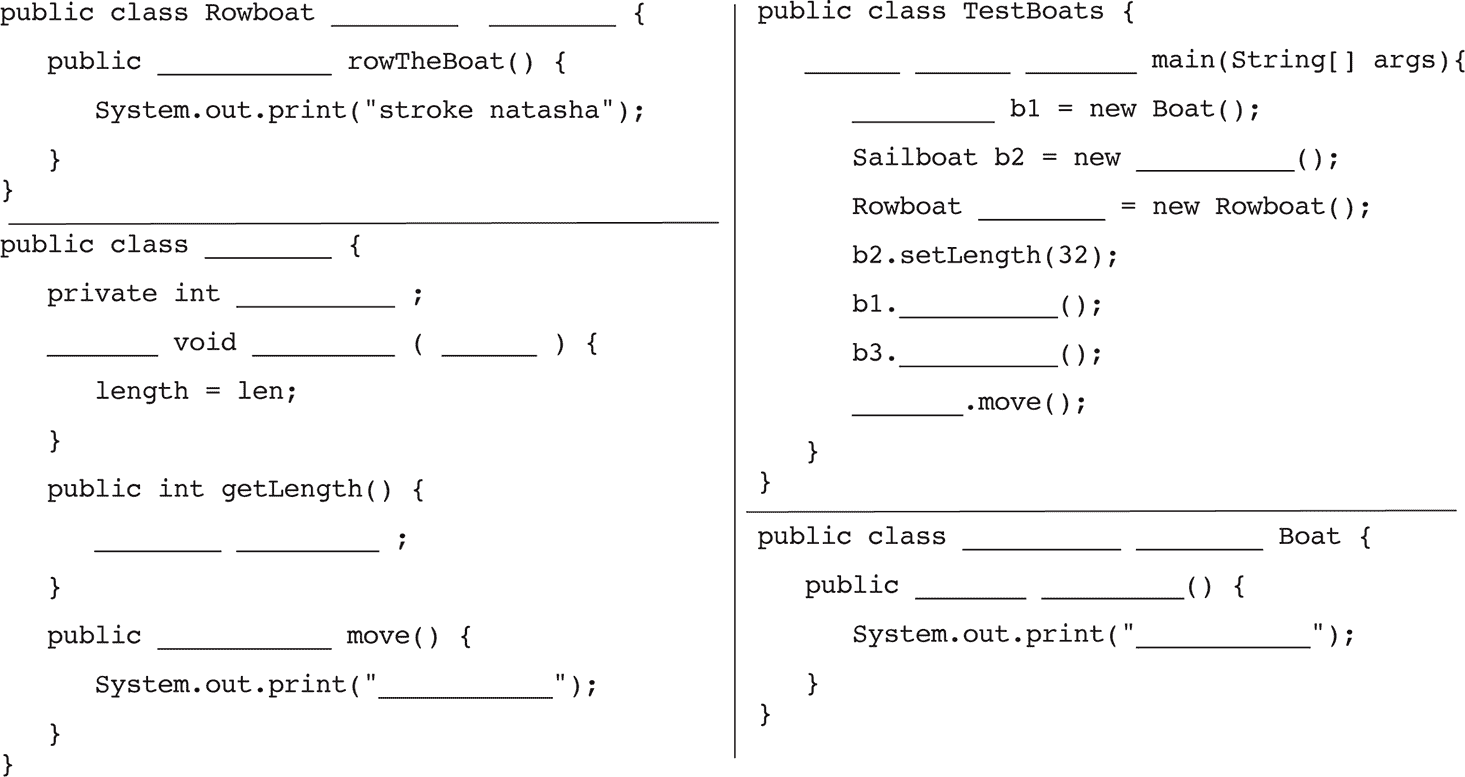 public class Rowboat ________ ________ {
public ___________ rowTheBoat() {
System.out.print("stroke natasha");
}
}
public class ________ {
private int __________ ;
_______ void _________ ( ______ ) {
length = len;
}
public int getLength() {
________ _________ ;
}
public ___________ move() {
System.out.print("___________");
}
}
public class TestBoats {
______ ______ _______ main(String[] args){
_________ b1 = new Boat();
Sailboat b2 = new __________();
Rowboat ________ = new Rowboat();
b2.setLength(32);
b1.__________();
b3.__________();
_______.move();
}
}
public class __________ ________ Boat {
public _______ _________() {
System.out.print("___________");
}
}